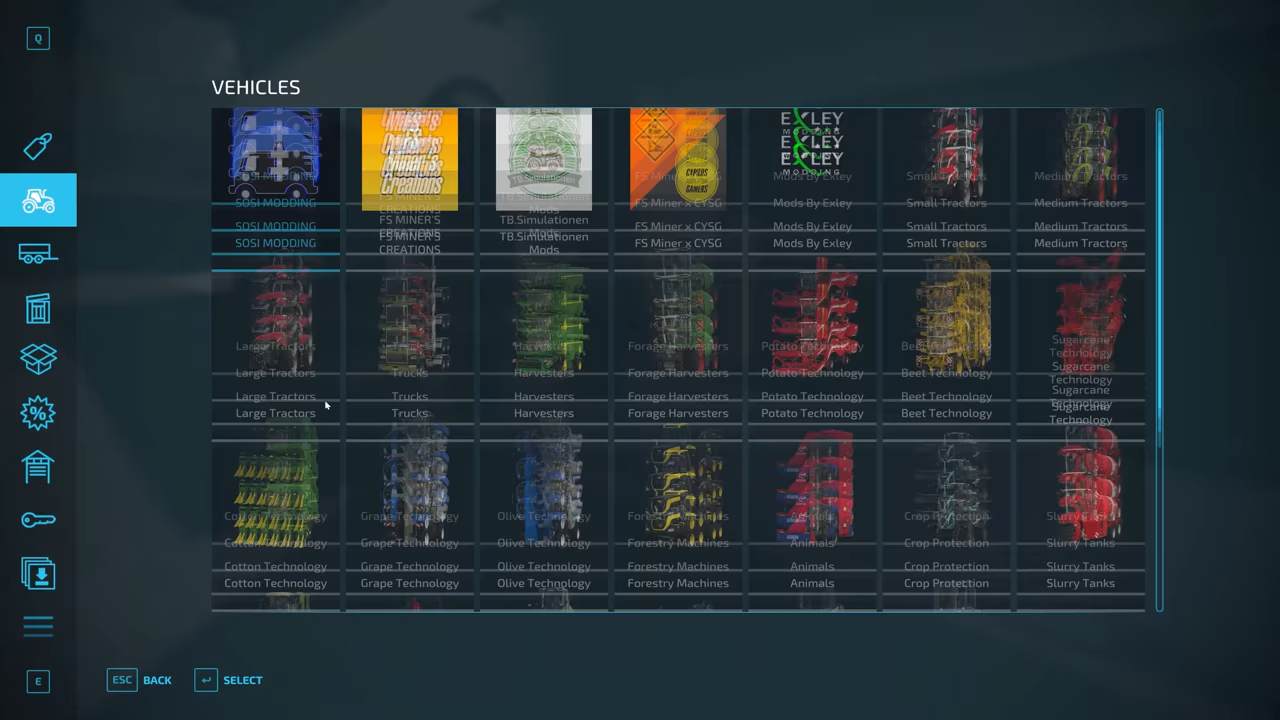 Q
VEHICLES
EXLEY
EXLEY
EXLEY
MODDING
SOSI MODDING
FS MINER'S
CREATIONS
TB.Simulationen
Mods
FS Miner x CYSG
Mods By Exley
Small Tractors
Medium Tractors
Large Tractors
Trucks
Harvesters
Forage Harvesters
Potato Technology
Beet Technology
Sugarcane
Technology
Cotton Technology
Grape Technology
Olive Technology
Forestry Machines
Animals
Crop Protection
Slurry Tanks
E
ESC BACK
SELECT